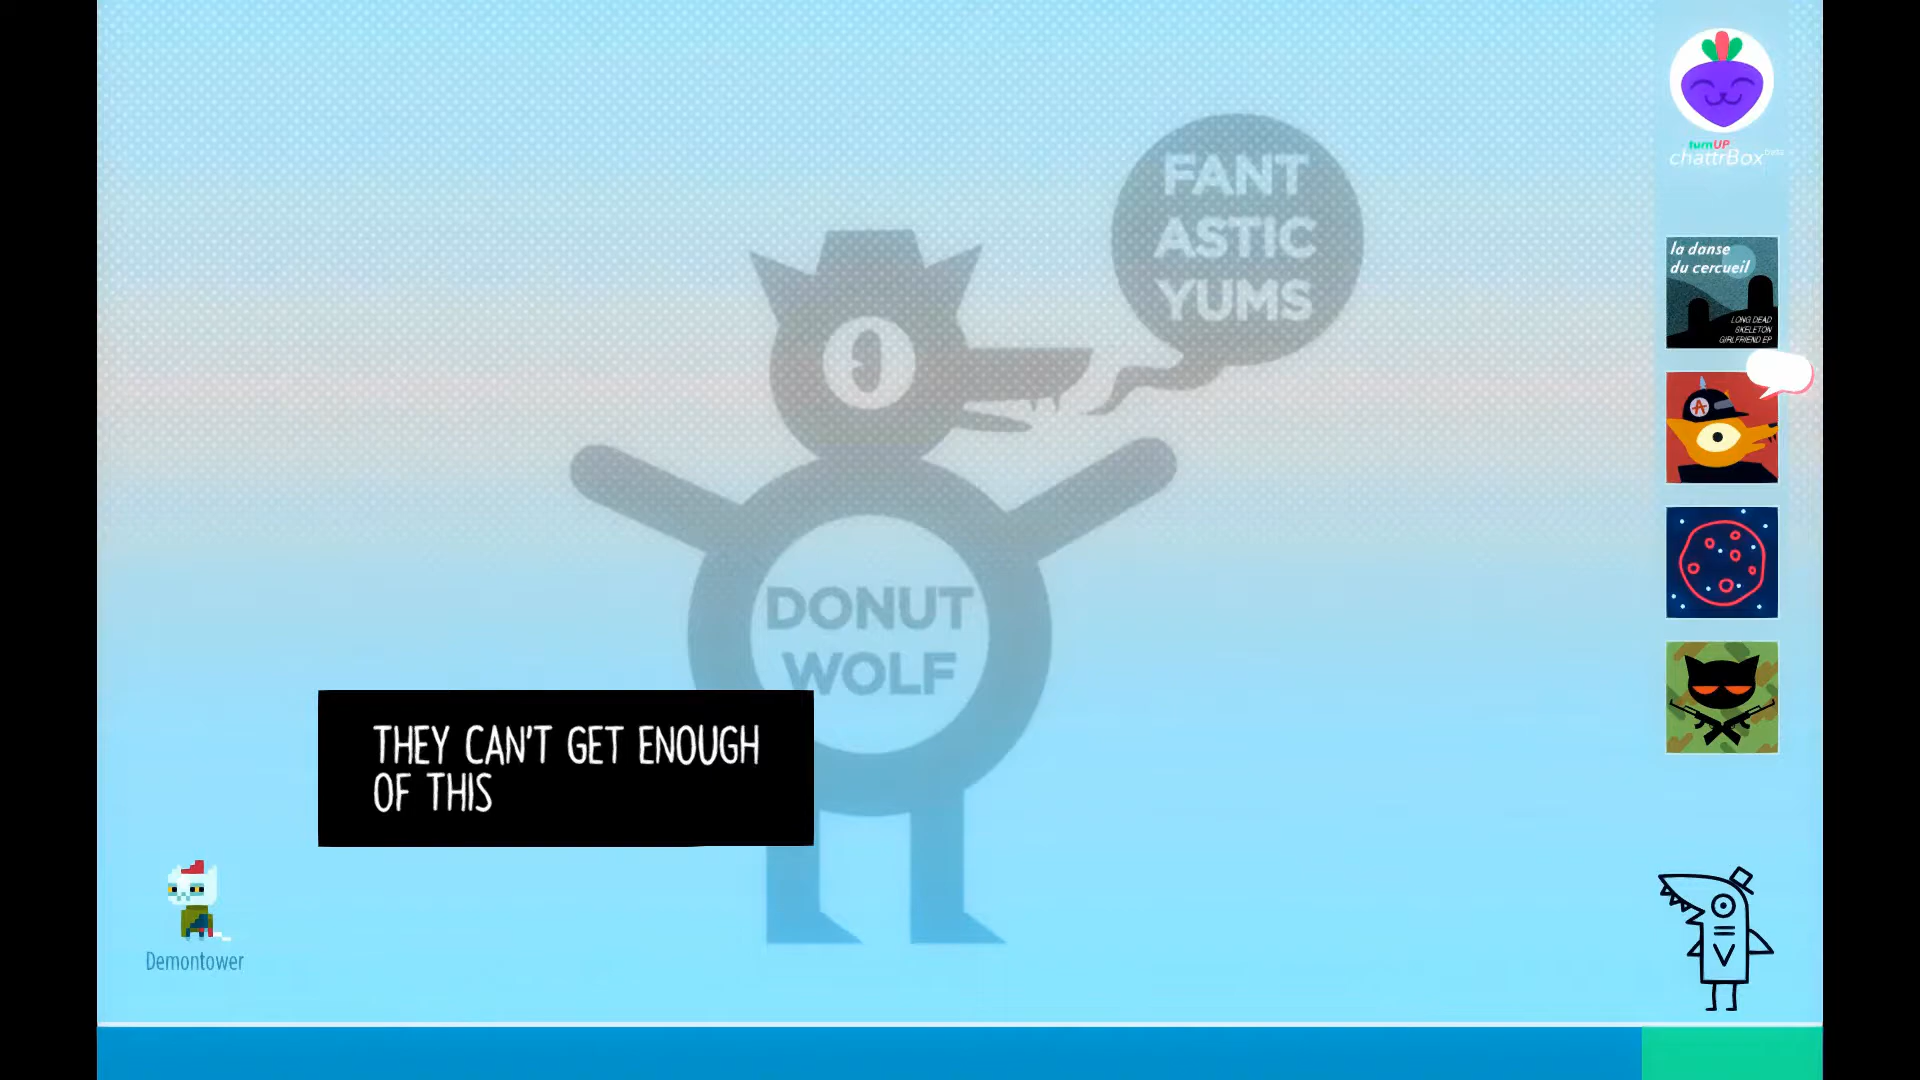 FANT
ASTIC
YUMS
DONUT
WOLF
THEY CAN'T GET ENOUGH
OF THIS
Demontower
turnUP
chattrBox beta
la danse
du cercueil
LONG DEAD
SKELETON
GIRLFRIEND EP
A